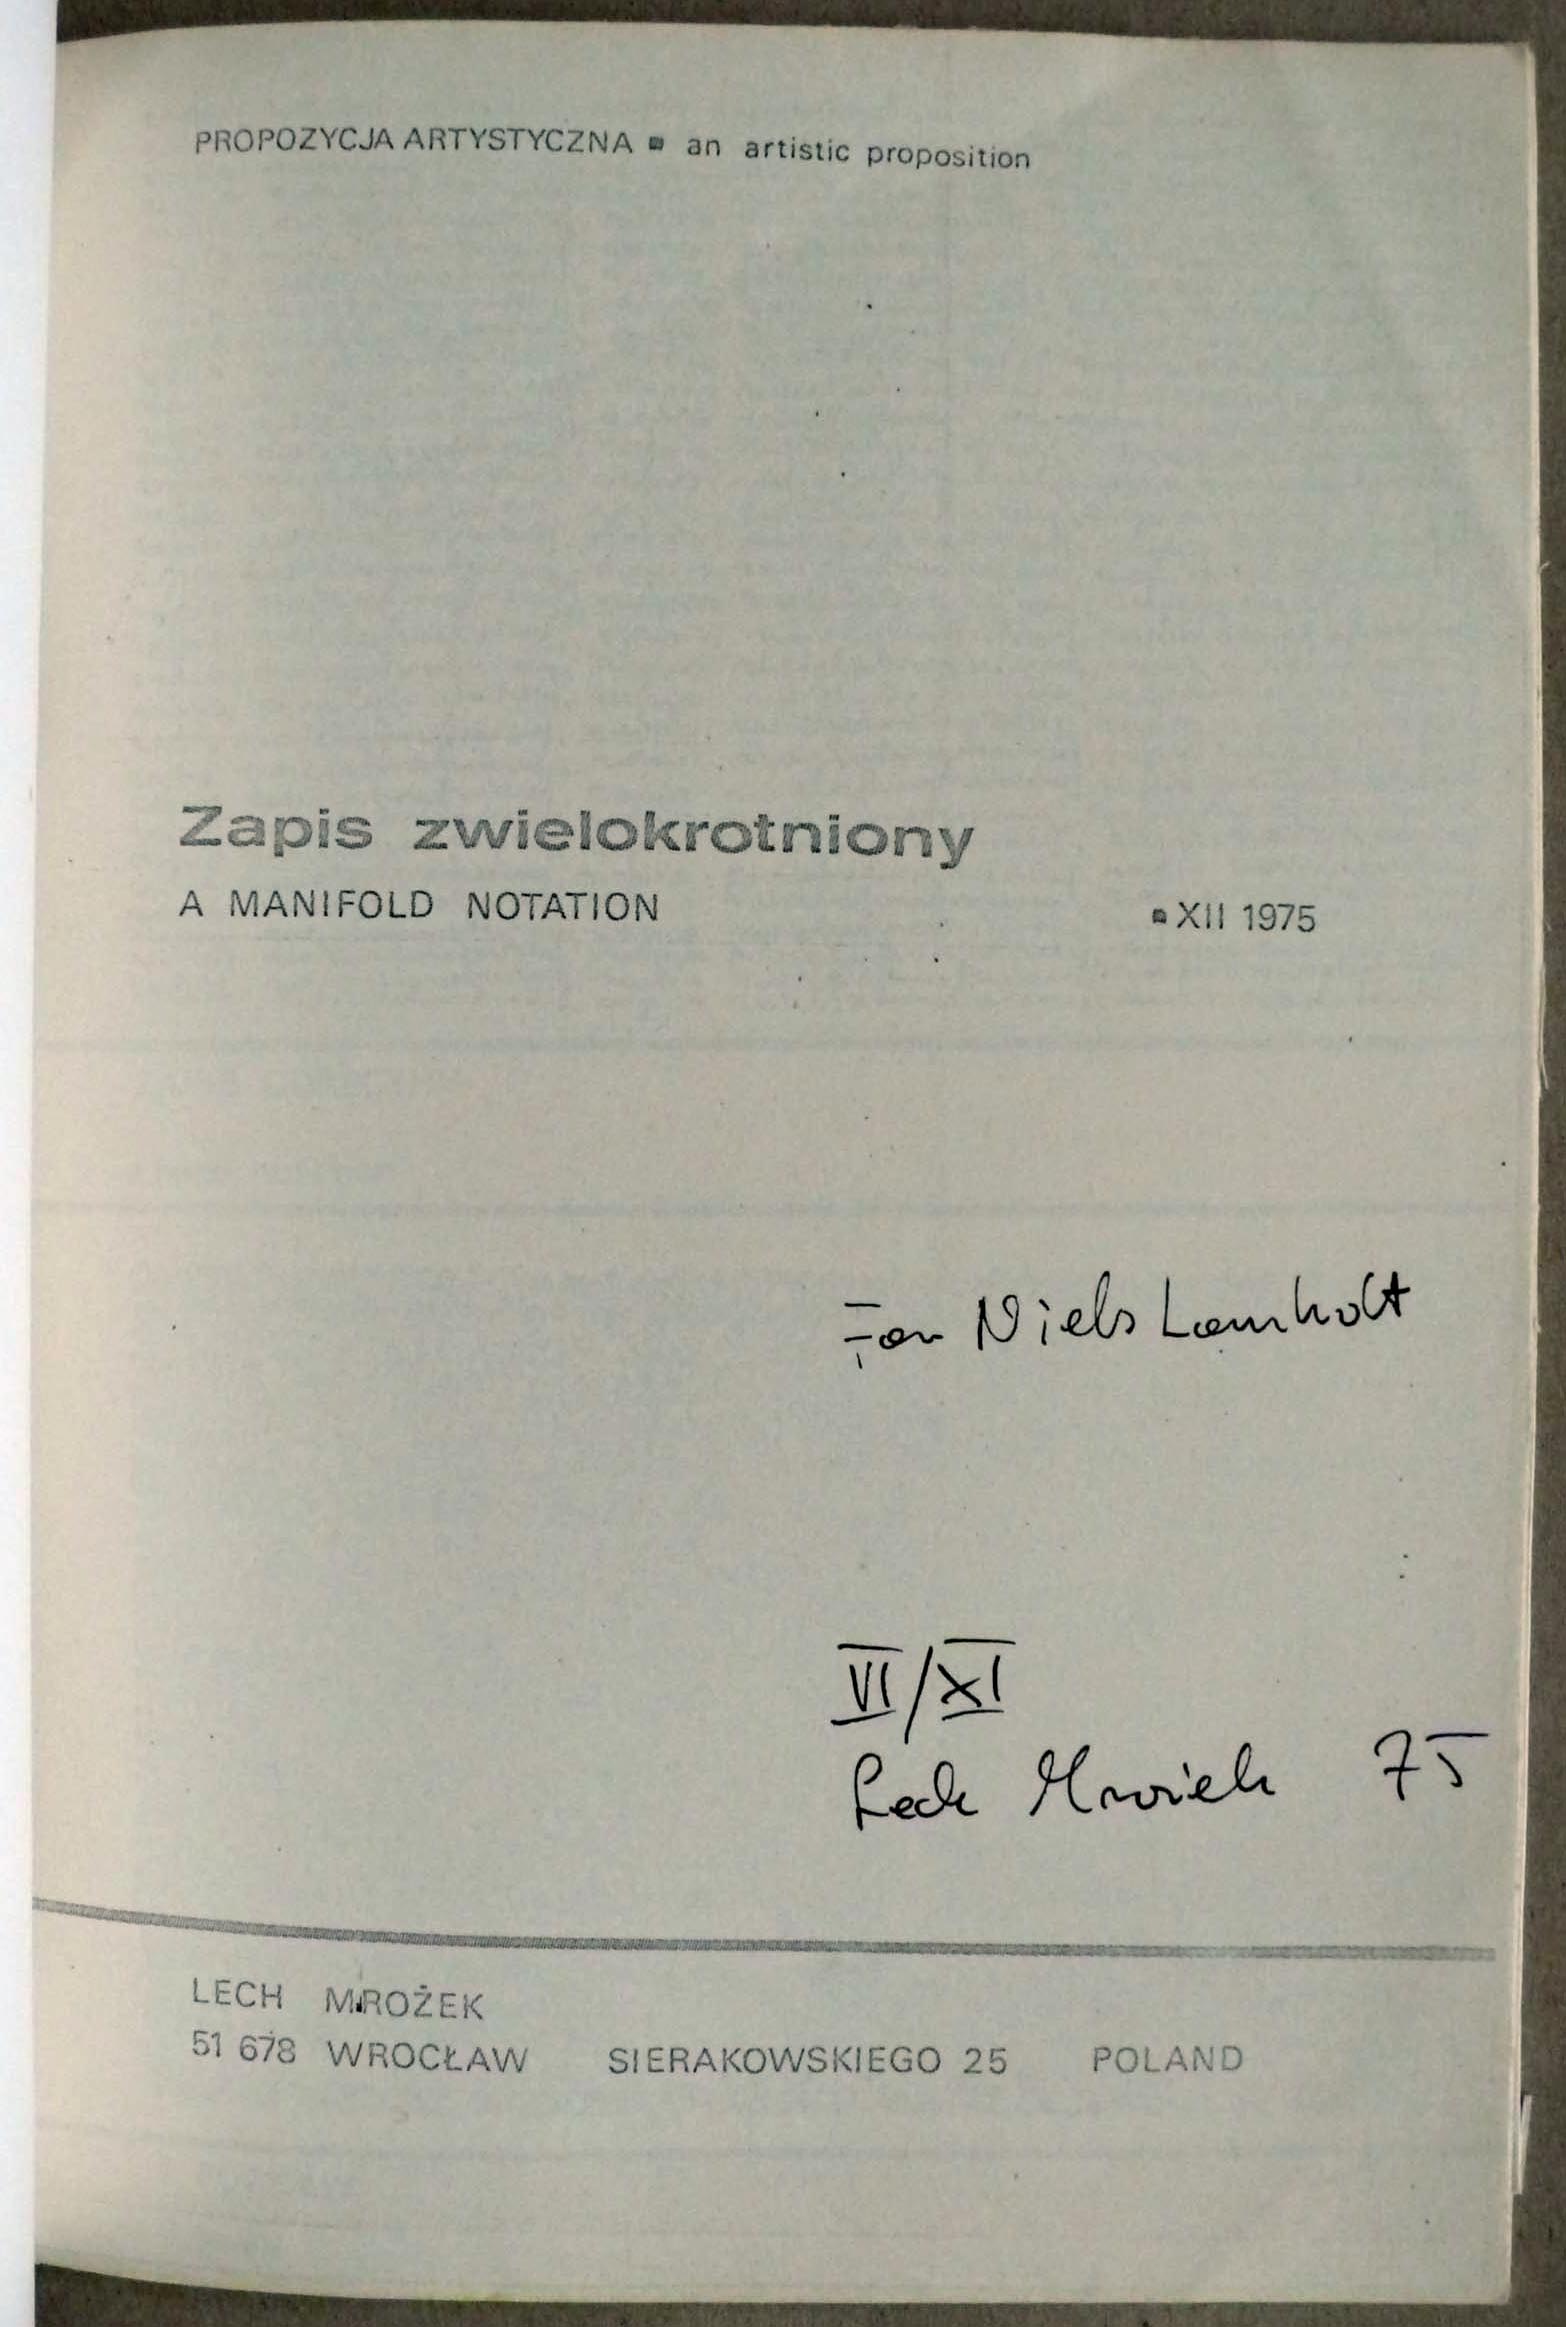 PROPOZYCJA ARTYSTYCZNA ▪ an artistic proposition
Zapis zwielokrotniony
A MANIFOLD NOTATION ▪ XII 1975
For Niels Lomholt
VI/XI
Lech Mrożek 75
LECH MROŻEK
51 678 WROCŁAW SIERAKOWSKIEGO 25 POLAND